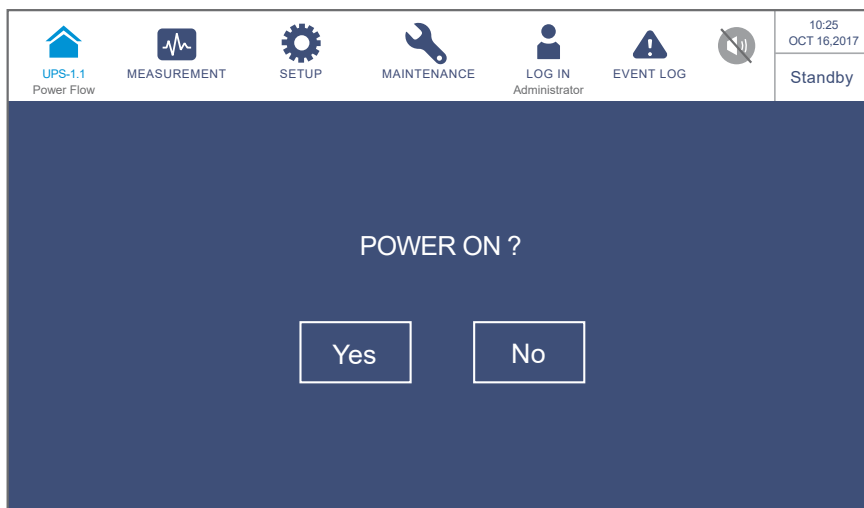 UPS-1.1
Power Flow
MEASUREMENT
SETUP
MAINTENANCE
LOG IN
Administrator
EVENT LOG
10:25
OCT 16,2017
Standby
POWER ON ?
Yes
No